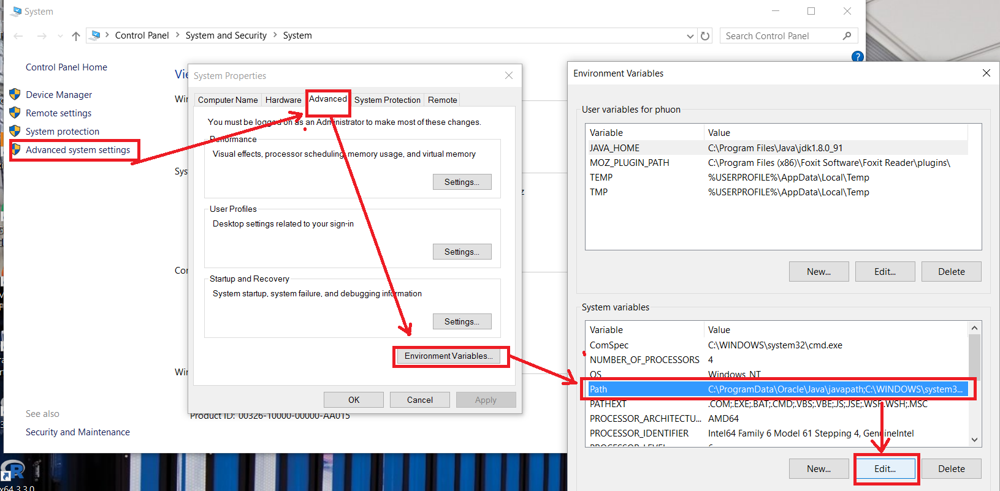 System
Control Panel > System and Security > System
Search Control Panel
?
Control Panel Home
Device Manager
Remote settings
System protection
Advanced system settings
See also
Security and Maintenance
Vie
Win
Sys
z
Con
Win
Product ID: 00326-10000-00000-AA015
System Properties
Computer Name Hardware Advanced System Protection Remote
You must be logged on as an Administrator to make most of these changes.
Performance
Visual effects, processor scheduling, memory usage, and virtual memory
Settings...
User Profiles
Desktop settings related to your sign-in
Settings...
Startup and Recovery
System startup, system failure, and debugging information
Settings...
Environment Variables...
OK Cancel Apply
Environment Variables
User variables for phuon
Variable Value
JAVA_HOME C:\Program Files\Java\jdk1.8.0_91
MOZ_PLUGIN_PATH C:\Program Files (x86)\Foxit Software\Foxit Reader\plugins\
TEMP %USERPROFILE%\AppData\Local\Temp
TMP %USERPROFILE%\AppData\Local\Temp
New... Edit... Delete
System variables
Variable Value
ComSpec C:\WINDOWS\system32\cmd.exe
NUMBER_OF_PROCESSORS 4
OS Windows_NT
Path C:\ProgramData\Oracle\Java\javapath;C:\WINDOWS\system3...
PATHEXT .COM;.EXE;.BAT;.CMD;.VBS;.VBE;.JS;.JSE;.WSF;.WSH;.MSC
PROCESSOR_ARCHITECTU... AMD64
PROCESSOR_IDENTIFIER Intel64 Family 6 Model 61 Stepping 4, GenuineIntel
PROCESSOR_LEVEL 6
New... Edit... Delete
R
x64 3.3.0